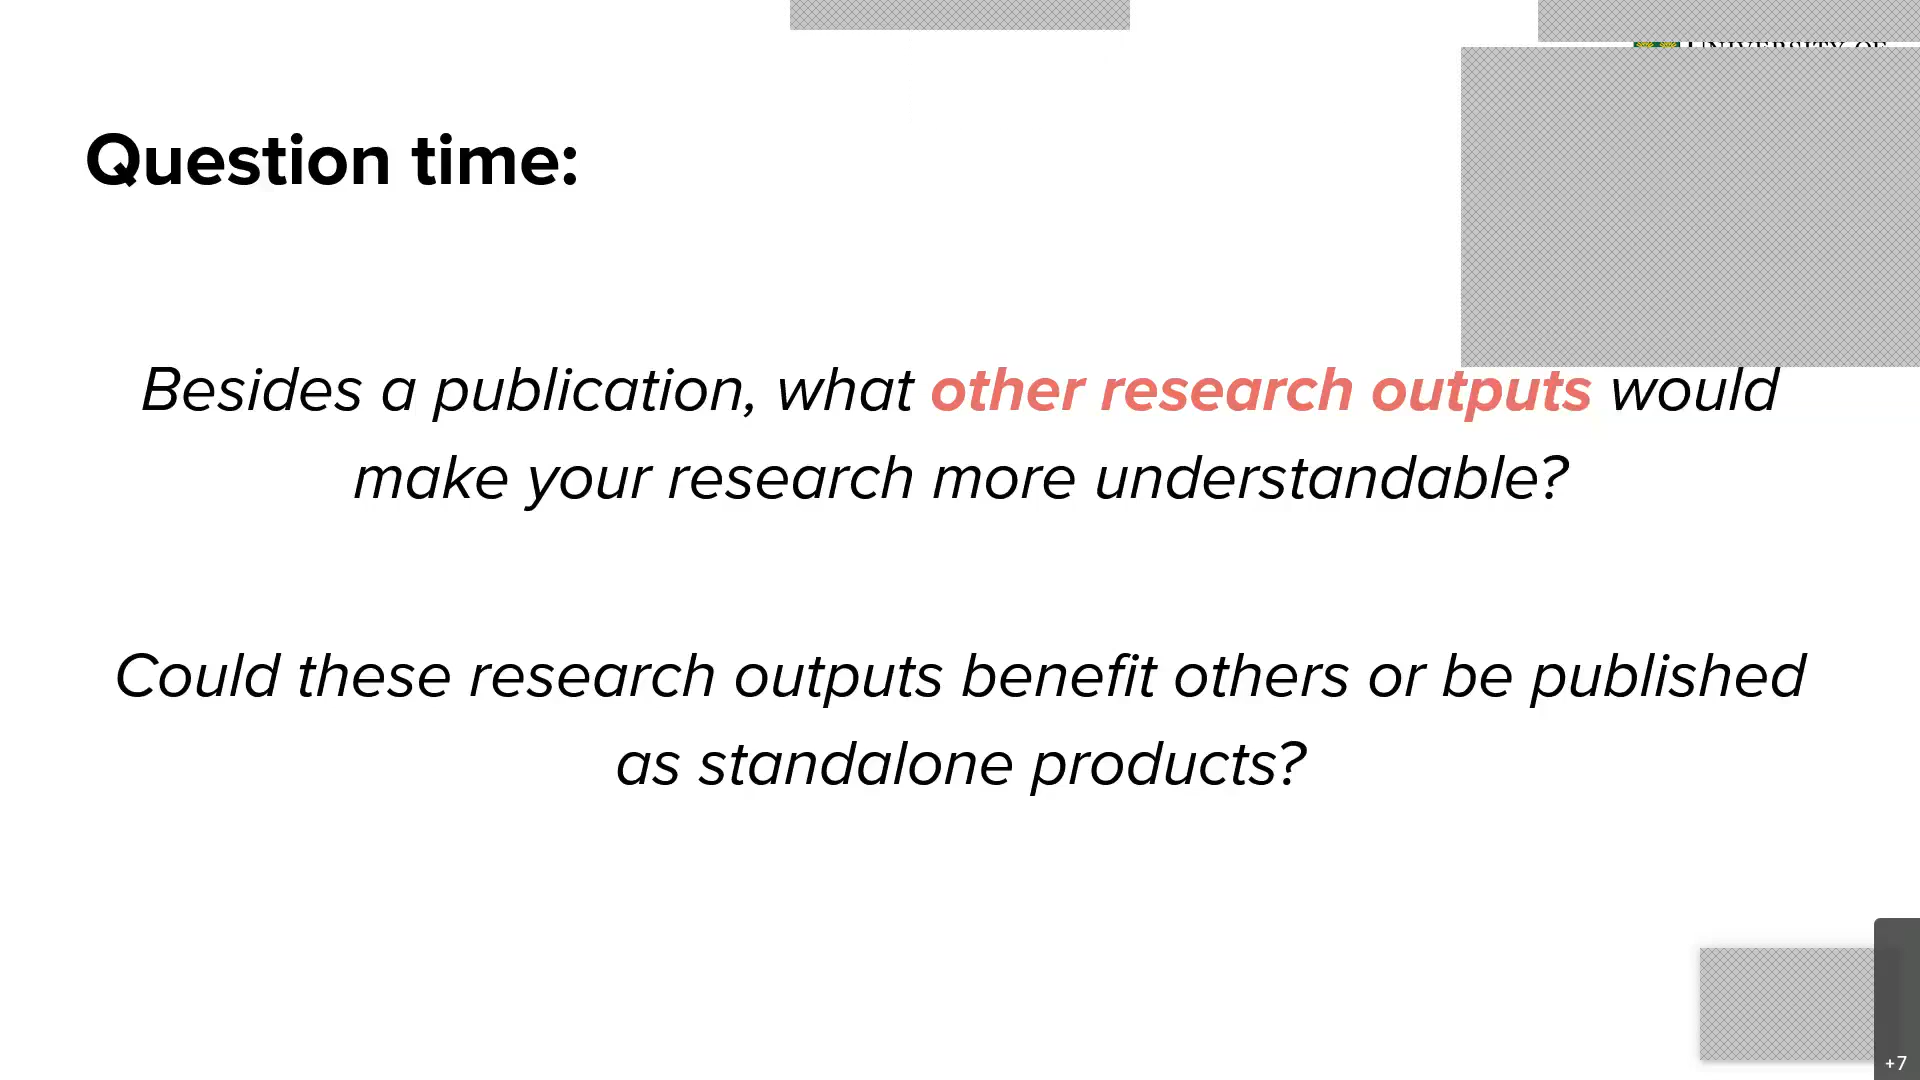 Question time:
Besides a publication, what other research outputs would
make your research more understandable?
Could these research outputs benefit others or be published
as standalone products?
+7